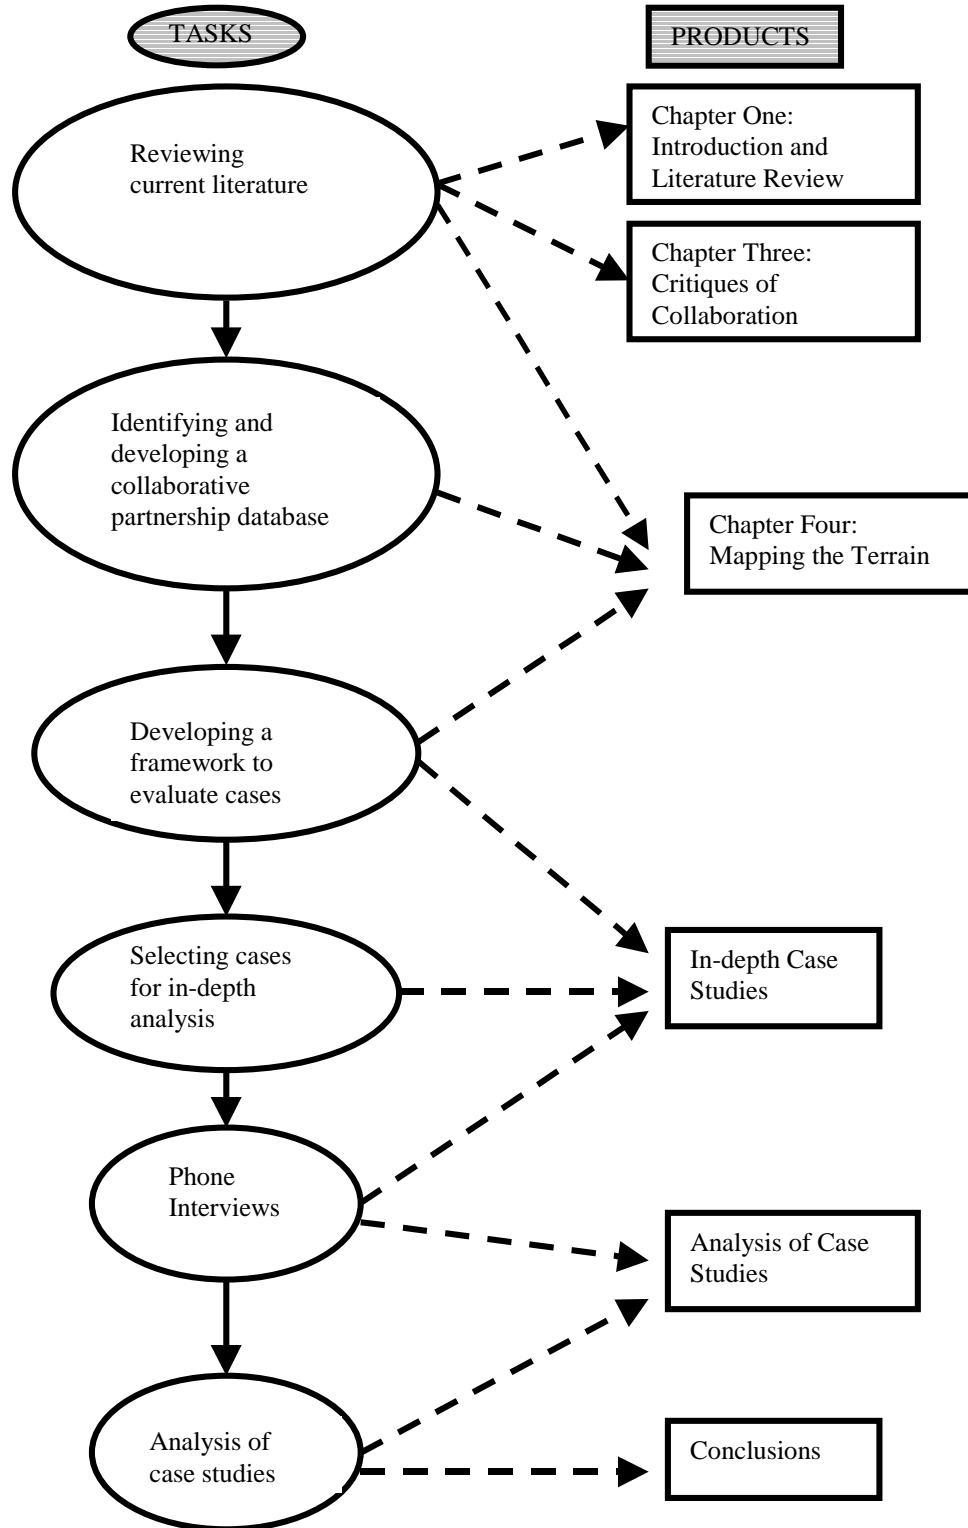 TASKS
PRODUCTS
Reviewing
current literature
Chapter One:
Introduction and
Literature Review
Chapter Three:
Critiques of
Collaboration
Identifying and
developing a
collaborative
partnership database
Chapter Four:
Mapping the Terrain
Developing a
framework to
evaluate cases
Selecting cases
for in-depth
analysis
In-depth Case
Studies
Phone
Interviews
Analysis of Case
Studies
Analysis of
case studies
Conclusions